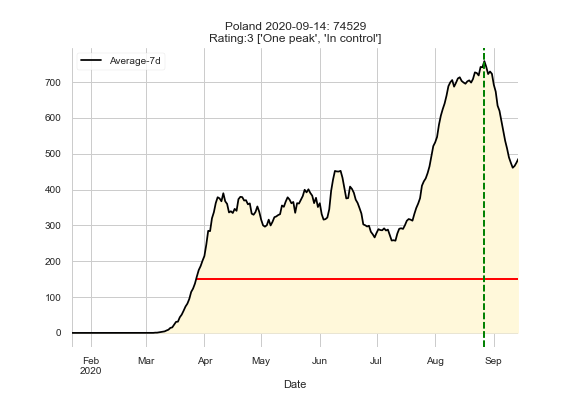 Poland 2020-09-14: 74529
Rating:3 ['One peak', 'In control']
Average-7d
700
600
500
400
300
200
100
0
Feb Mar Apr May Jun Jul Aug Sep
2020
Date